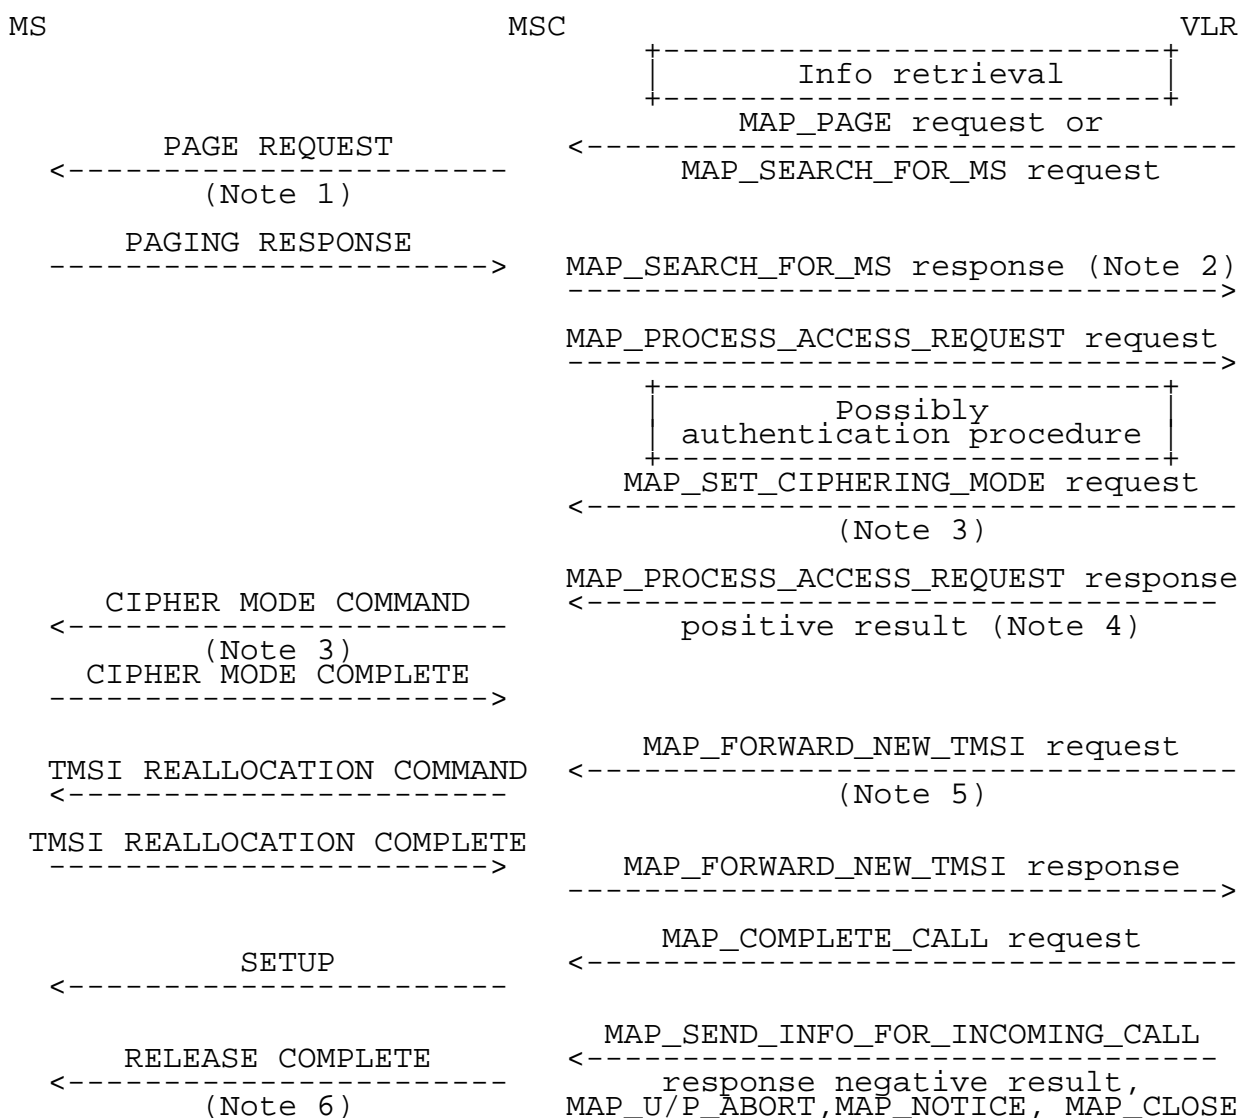 MS MSC VLR
Info retrieval
MAP_PAGE request or
PAGE REQUEST
MAP_SEARCH_FOR_MS request
(Note 1)
PAGING RESPONSE
MAP_SEARCH_FOR_MS response (Note 2)
MAP_PROCESS_ACCESS_REQUEST request
Possibly
authentication procedure
MAP_SET_CIPHERING_MODE request
(Note 3)
MAP_PROCESS_ACCESS_REQUEST response
CIPHER MODE COMMAND
positive result (Note 4)
(Note 3)
CIPHER MODE COMPLETE
MAP_FORWARD_NEW_TMSI request
TMSI REALLOCATION COMMAND
(Note 5)
TMSI REALLOCATION COMPLETE
MAP_FORWARD_NEW_TMSI response
MAP_COMPLETE_CALL request
SETUP
MAP_SEND_INFO_FOR_INCOMING_CALL
RELEASE COMPLETE
response negative result,
(Note 6) MAP_U/P_ABORT,MAP_NOTICE, MAP_CLOSE